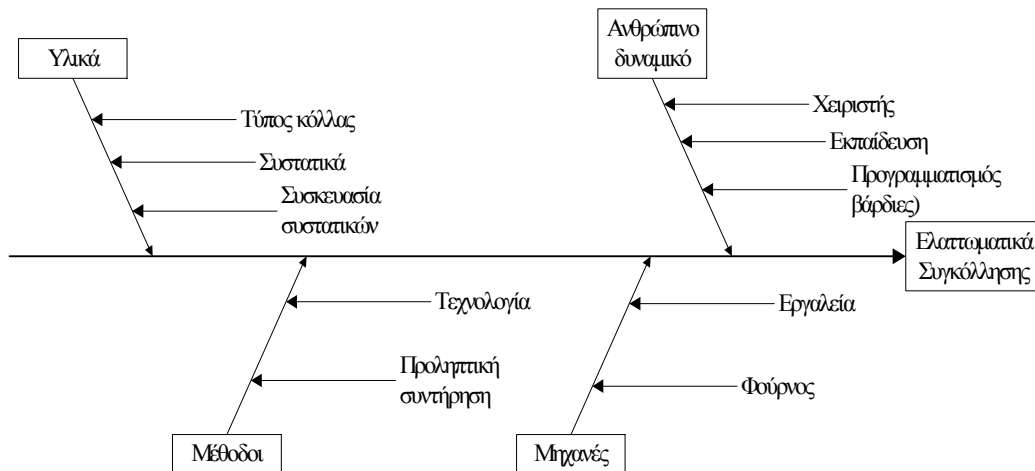 Υλικά
Ανθρώπινο
δυναμικό
Τύπος κόλλας
Συστατικά
Συσκευασία
συστατικών
Χειριστής
Εκπαίδευση
Προγραμματισμός
βάρδιες)
Ελαττωματικά
Συγκόλλησης
Τεχνολογία
Προληπτική
συντήρηση
Εργαλεία
Φούρνος
Μέθοδοι
Μηχανές